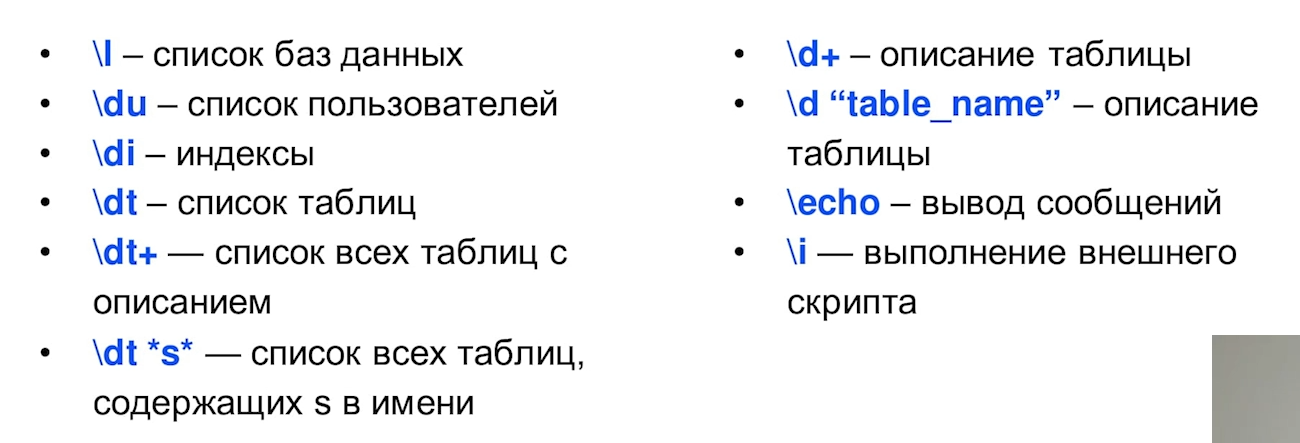 • \l – список баз данных
• \du – список пользователей
• \di – индексы
• \dt – список таблиц
• \dt+ — список всех таблиц с
описанием
• \dt *s* — список всех таблиц,
содержащих s в имени
• \d+ – описание таблицы
• \d “table_name” – описание
таблицы
• \echo – вывод сообщений
• \i — выполнение внешнего
скрипта